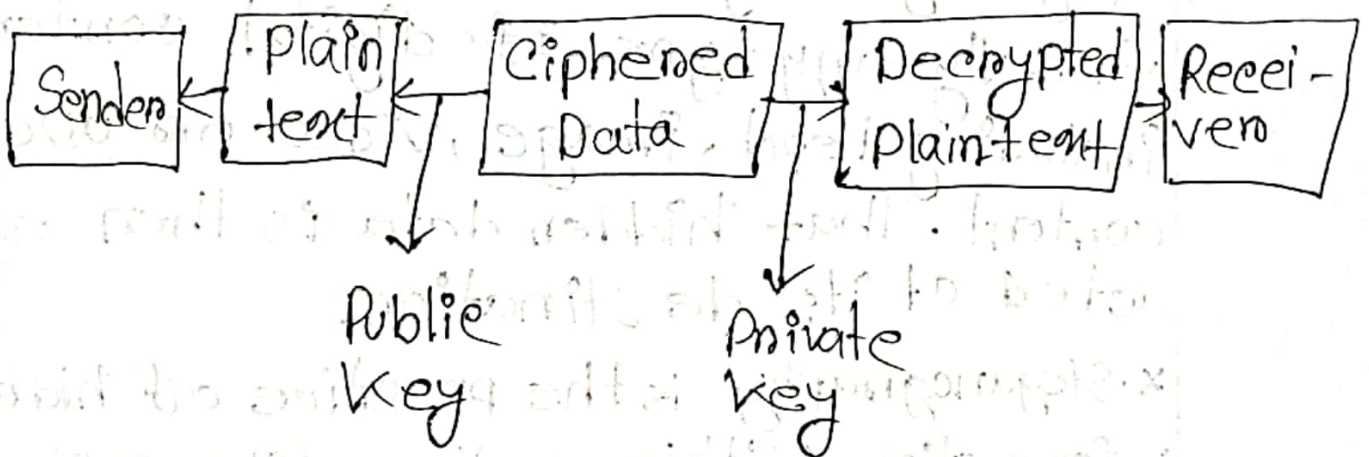 Sender
Plain
text
Ciphered
Data
Decrypted
Plaintext
Recei-
ver
Public
Key
Private
Key